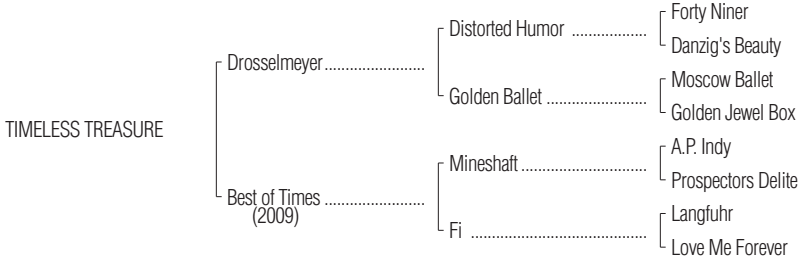 Forty Niner
Distorted Humor ..................
Danzig's Beauty
Drosselmeyer........................
Moscow Ballet
Golden Ballet ........................
Golden Jewel Box
TIMELESS TREASURE
A.P. Indy
Mineshaft ..............................
Prospectors Delite
Best of Times ........................
(2009)
Langfuhr
Fi ..........................................
Love Me Forever